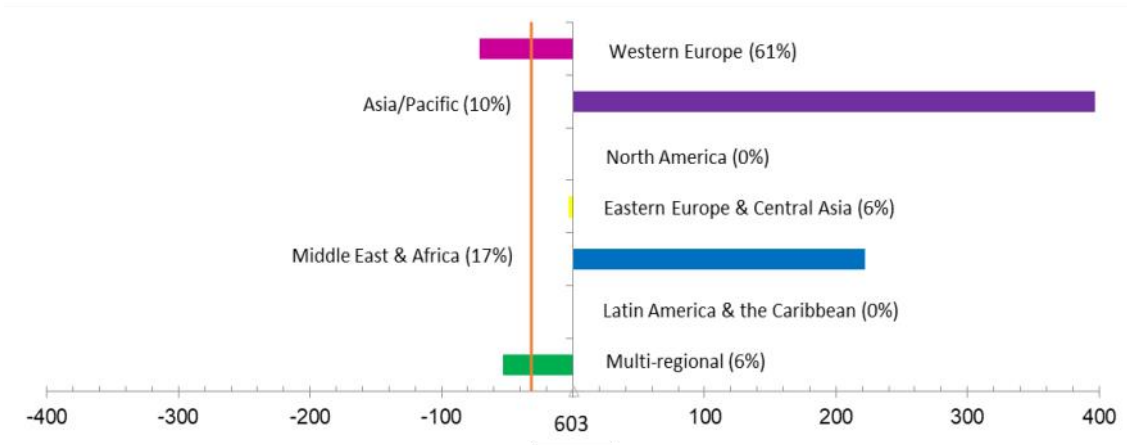 Western Europe (61%)
Asia/Pacific (10%)
North America (0%)
Eastern Europe & Central Asia (6%)
Middle East & Africa (17%)
Latin America & the Caribbean (0%)
Multi-regional (6%)
-400 -300 -200 -100 603 100 200 300 400